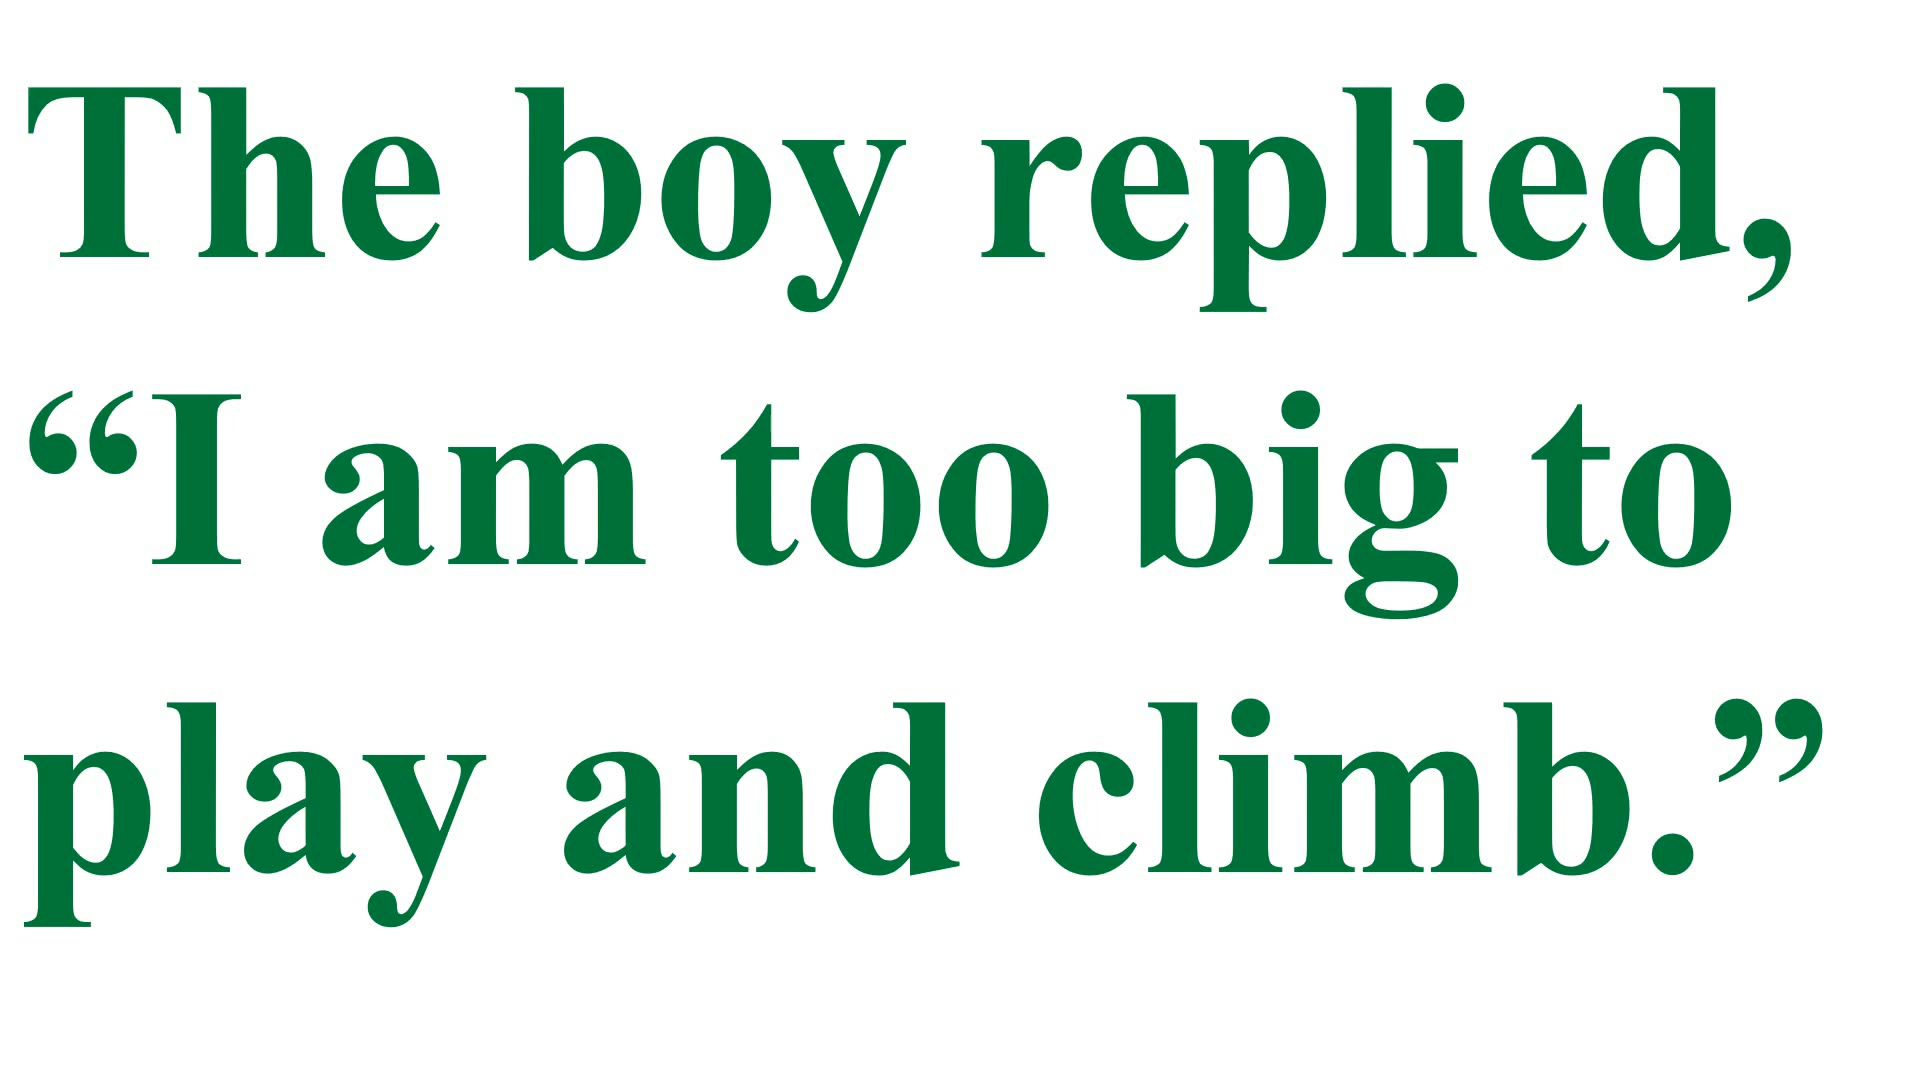 The boy replied,
“I am too big to
play and climb.”